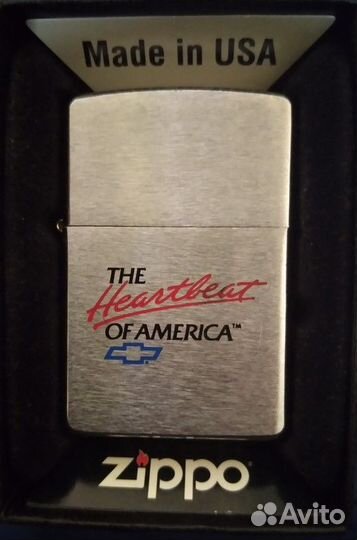 Made in USA
THE
Heartbeat
OF AMERICA™
zippo
Avito